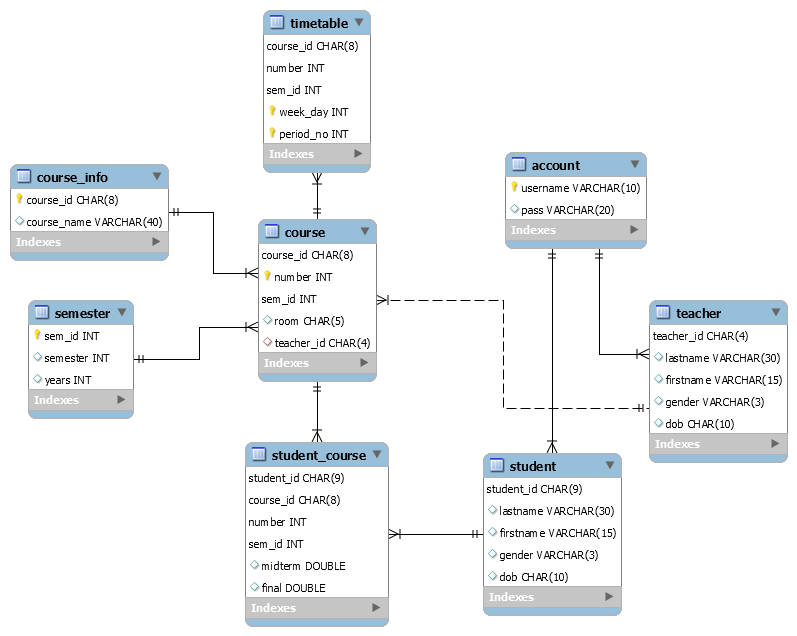 timetable
course_id CHAR(8)
number INT
sem_id INT
week_day INT
period_no INT
Indexes
course_info
course_id CHAR(8)
course_name VARCHAR(40)
Indexes
account
username VARCHAR(10)
pass VARCHAR(20)
Indexes
course
course_id CHAR(8)
number INT
sem_id INT
room CHAR(5)
teacher_id CHAR(4)
Indexes
semester
sem_id INT
semester INT
years INT
Indexes
teacher
teacher_id CHAR(4)
lastname VARCHAR(30)
firstname VARCHAR(15)
gender VARCHAR(3)
dob CHAR(10)
Indexes
student_course
student_id CHAR(9)
course_id CHAR(8)
number INT
sem_id INT
midterm DOUBLE
final DOUBLE
Indexes
student
student_id CHAR(9)
lastname VARCHAR(30)
firstname VARCHAR(15)
gender VARCHAR(3)
dob CHAR(10)
Indexes